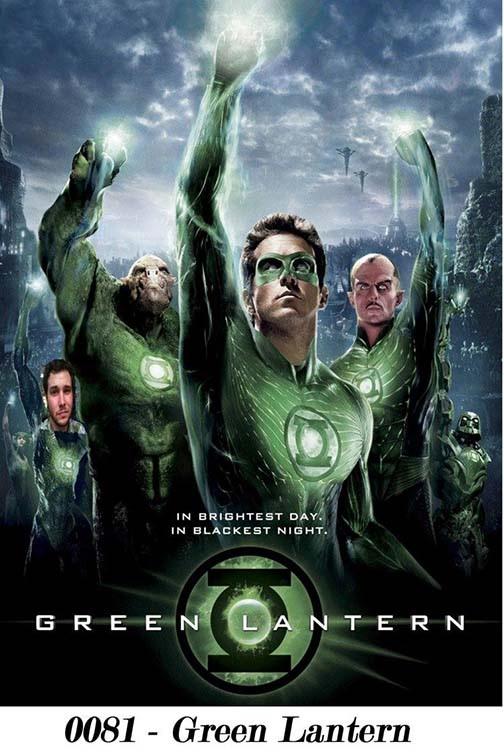 IN BRIGHTEST DAY.
IN BLACKEST NIGHT.
GREEN LANTERN
0081 - Green Lantern